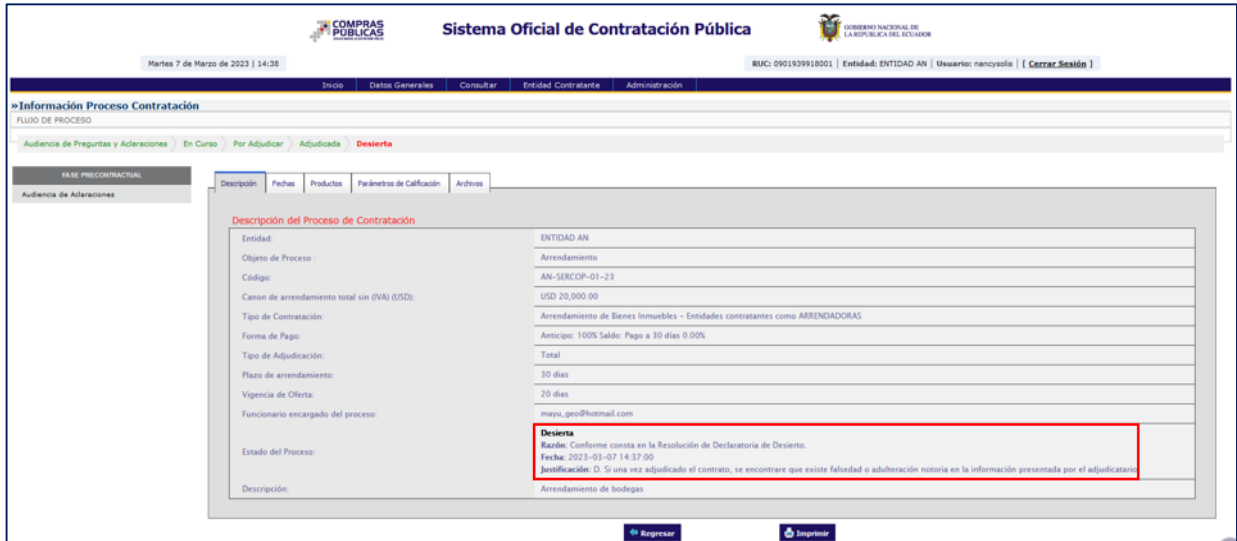 COMPRAS PÚBLICAS
Sistema Oficial de Contratación Pública
GOBIERNO NACIONAL DE
LA REPUBLICA DEL ECUADOR
Martes 7 de Marzo de 2023 | 14:38
RUC: 0901939918001 | Entidad: ENTIDAD AN | Usuario: nancysolis | [ Cerrar Sesión ]
Inicio Datos Generales Consultar Entidad Contratante Administración
»Información Proceso Contratación
FLUJO DE PROCESO
Audiencia de Preguntas y Aclaraciones En Curso Por Adjudicar Adjudicada Desierta
FASE PRECONTRACTUAL
Audiencia de Aclaraciones
Descripción Fechas Productos Parámetros de Calificación Archivos
Descripción del Proceso de Contratación
Entidad: ENTIDAD AN
Objeto de Proceso : Arrendamiento
Código: AN-SERCOP-01-23
Canon de arrendamiento total sin (IVA) (USD): USD 20,000.00
Tipo de Contratación: Arrendamiento de Bienes Inmuebles – Entidades contratantes como ARRENDADORAS
Forma de Pago: Anticipo: 100% Saldo: Pago a 30 días 0.00%
Tipo de Adjudicación: Total
Plazo de arrendamiento: 30 días
Vigencia de Oferta: 20 días
Funcionario encargado del proceso: mayu_geo@hotmail.com
Estado del Proceso: Desierta
Razón: Conforme consta en la Resolución de Declaratoria de Desierto.
Fecha: 2023-03-07 14:37:00
Justificación: D. Si una vez adjudicado el contrato, se encontrare que existe falsedad o adulteración notoria en la información presentada por el adjudicatario
Descripción: Arrendamiento de bodegas
Regresar Imprimir